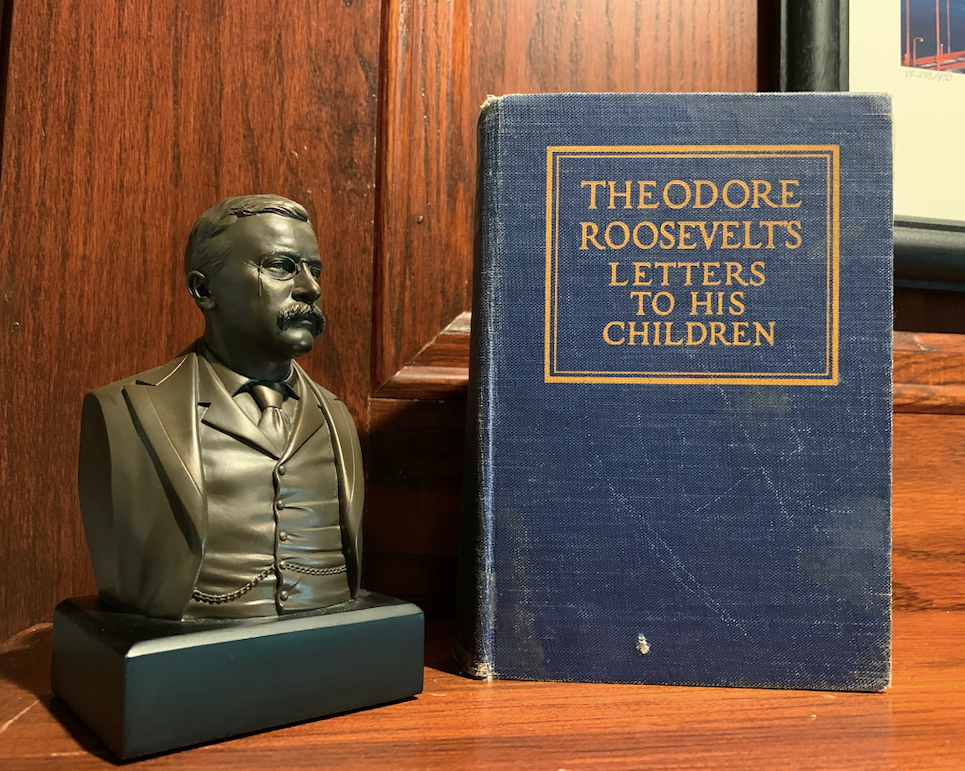 THEODORE
ROOSEVELT'S
LETTERS
TO HIS
CHILDREN